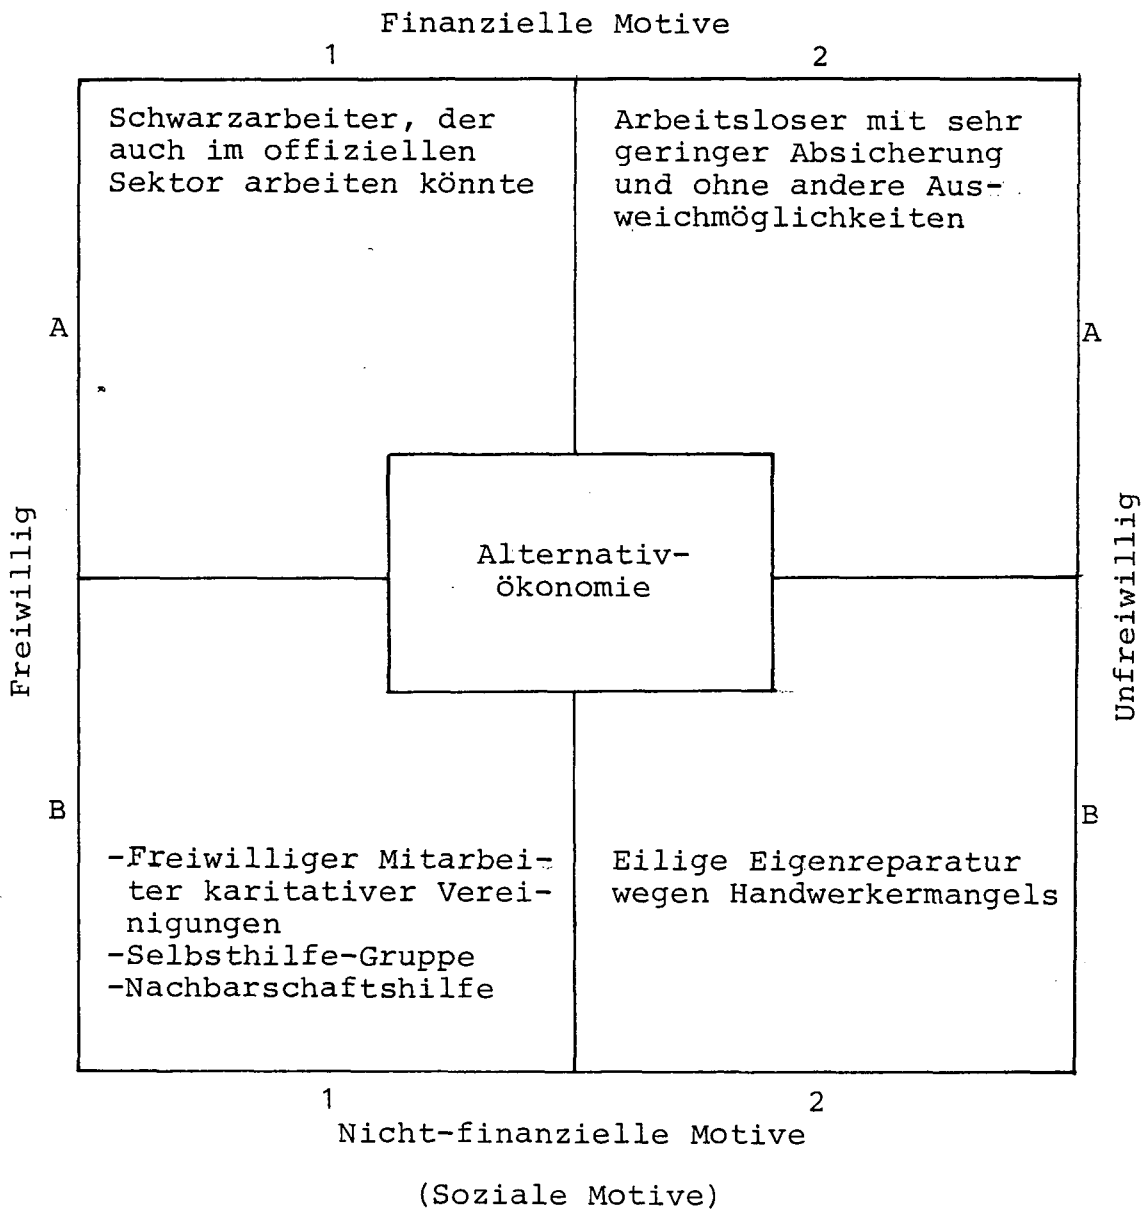 Finanzielle Motive
1
2
Schwarzarbeiter, der
auch im offiziellen
Sektor arbeiten könnte
Arbeitsloser mit sehr
geringer Absicherung
und ohne andere Aus-
weichmöglichkeiten
A
A
Freiwillig
Alternativ-
ökonomie
Unfreiwillig
B
B
-Freiwilliger Mitarbei-
ter karitativer Verei-
nigungen
-Selbsthilfe-Gruppe
-Nachbarschaftshilfe
Eilige Eigenreparatur
wegen Handwerkermangels
1
2
Nicht-finanzielle Motive
(Soziale Motive)